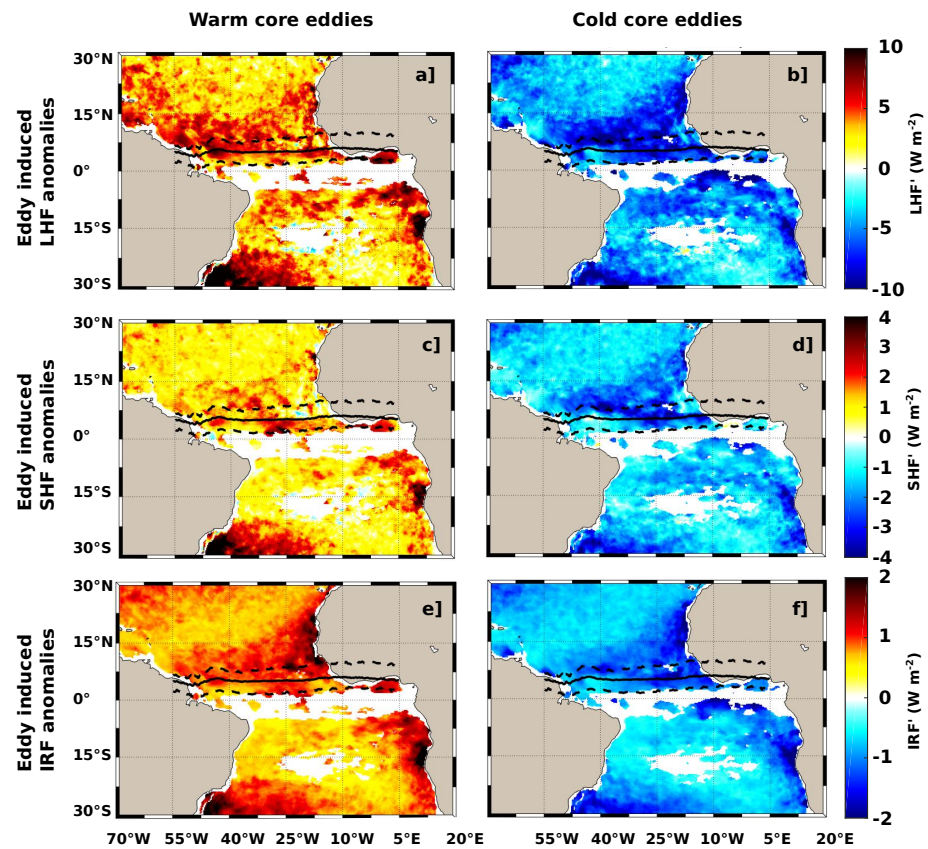 Warm core eddies
Cold core eddies
Eddy induced
LHF anomalies
30°N
15°N
0°
15°S
30°S
a]
b]
10
5
0
-5
-10
LHF' (W m-2)
Eddy induced
SHF anomalies
30°N
15°N
0°
15°S
30°S
c]
d]
4
3
2
1
0
-1
-2
-3
-4
SHF' (W m-2)
Eddy induced
IRF anomalies
30°N
15°N
0°
15°S
30°S
e]
f]
2
1
0
-1
-2
IRF' (W m-2)
70°W 55°W 40°W 25°W 10°W 5°E 20°E
55°W 40°W 25°W 10°W 5°E 20°E